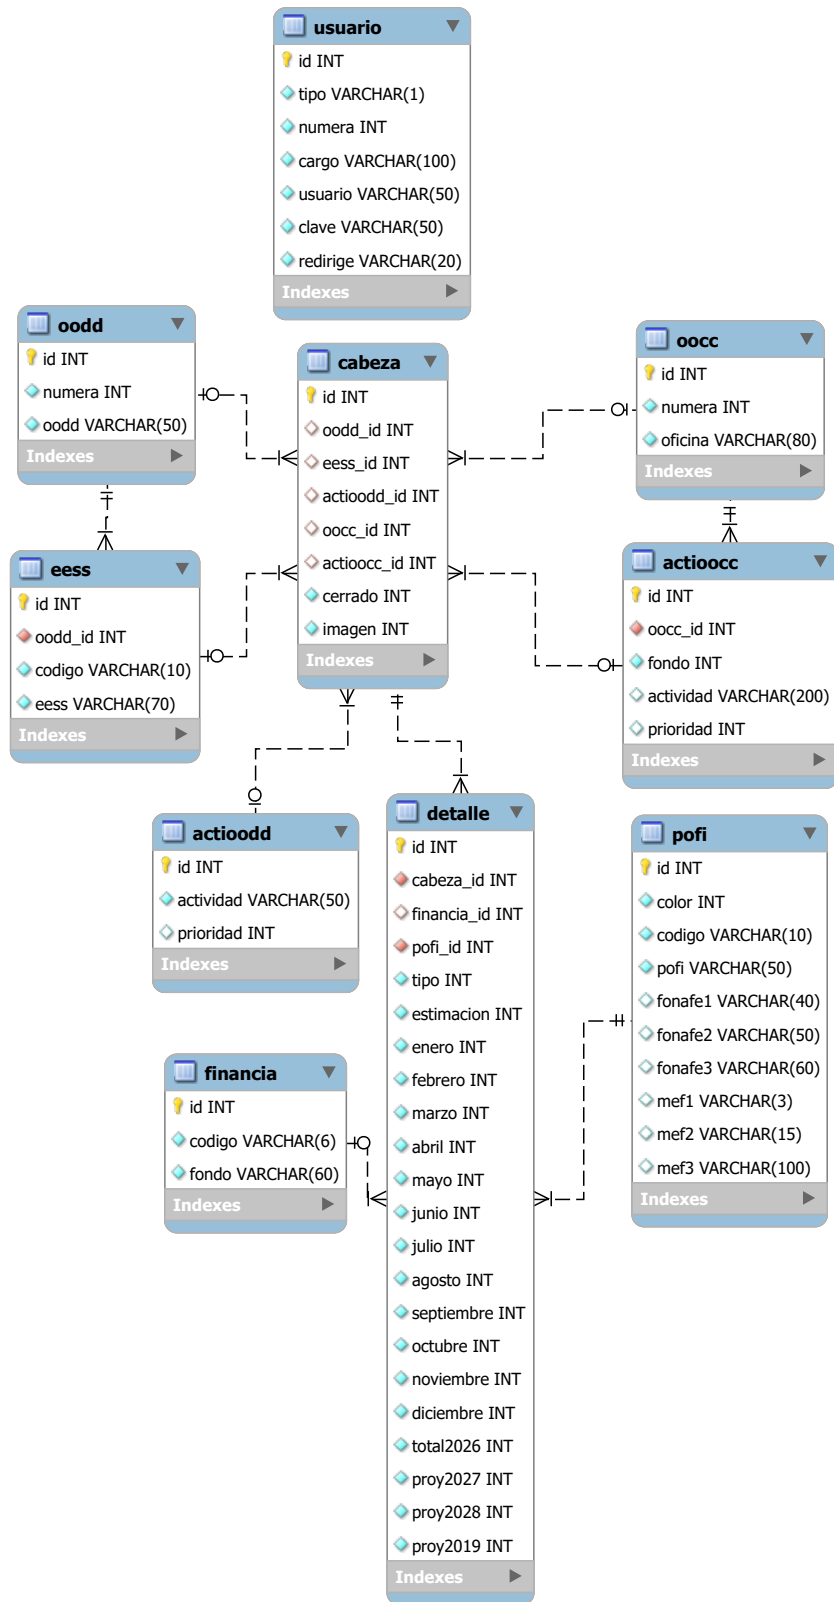 usuario
id INT
tipo VARCHAR(1)
numera INT
cargo VARCHAR(100)
usuario VARCHAR(50)
clave VARCHAR(50)
redirige VARCHAR(20)
Indexes
oodd
id INT
numera INT
oodd VARCHAR(50)
Indexes
cabeza
id INT
oodd_id INT
eess_id INT
actioodd_id INT
oocc_id INT
actioocc_id INT
cerrado INT
imagen INT
Indexes
oocc
id INT
numera INT
oficina VARCHAR(80)
Indexes
eess
id INT
oodd_id INT
codigo VARCHAR(10)
eess VARCHAR(70)
Indexes
actioocc
id INT
oocc_id INT
fondo INT
actividad VARCHAR(200)
prioridad INT
Indexes
actioodd
id INT
actividad VARCHAR(50)
prioridad INT
Indexes
detalle
id INT
cabeza_id INT
financia_id INT
pofi_id INT
tipo INT
estimacion INT
enero INT
febrero INT
marzo INT
abril INT
mayo INT
junio INT
julio INT
agosto INT
septiembre INT
octubre INT
noviembre INT
diciembre INT
total2026 INT
proy2027 INT
proy2028 INT
proy2019 INT
Indexes
pofi
id INT
color INT
codigo VARCHAR(10)
pofi VARCHAR(50)
fonafe1 VARCHAR(40)
fonafe2 VARCHAR(50)
fonafe3 VARCHAR(60)
mef1 VARCHAR(3)
mef2 VARCHAR(15)
mef3 VARCHAR(100)
Indexes
financia
id INT
codigo VARCHAR(6)
fondo VARCHAR(60)
Indexes